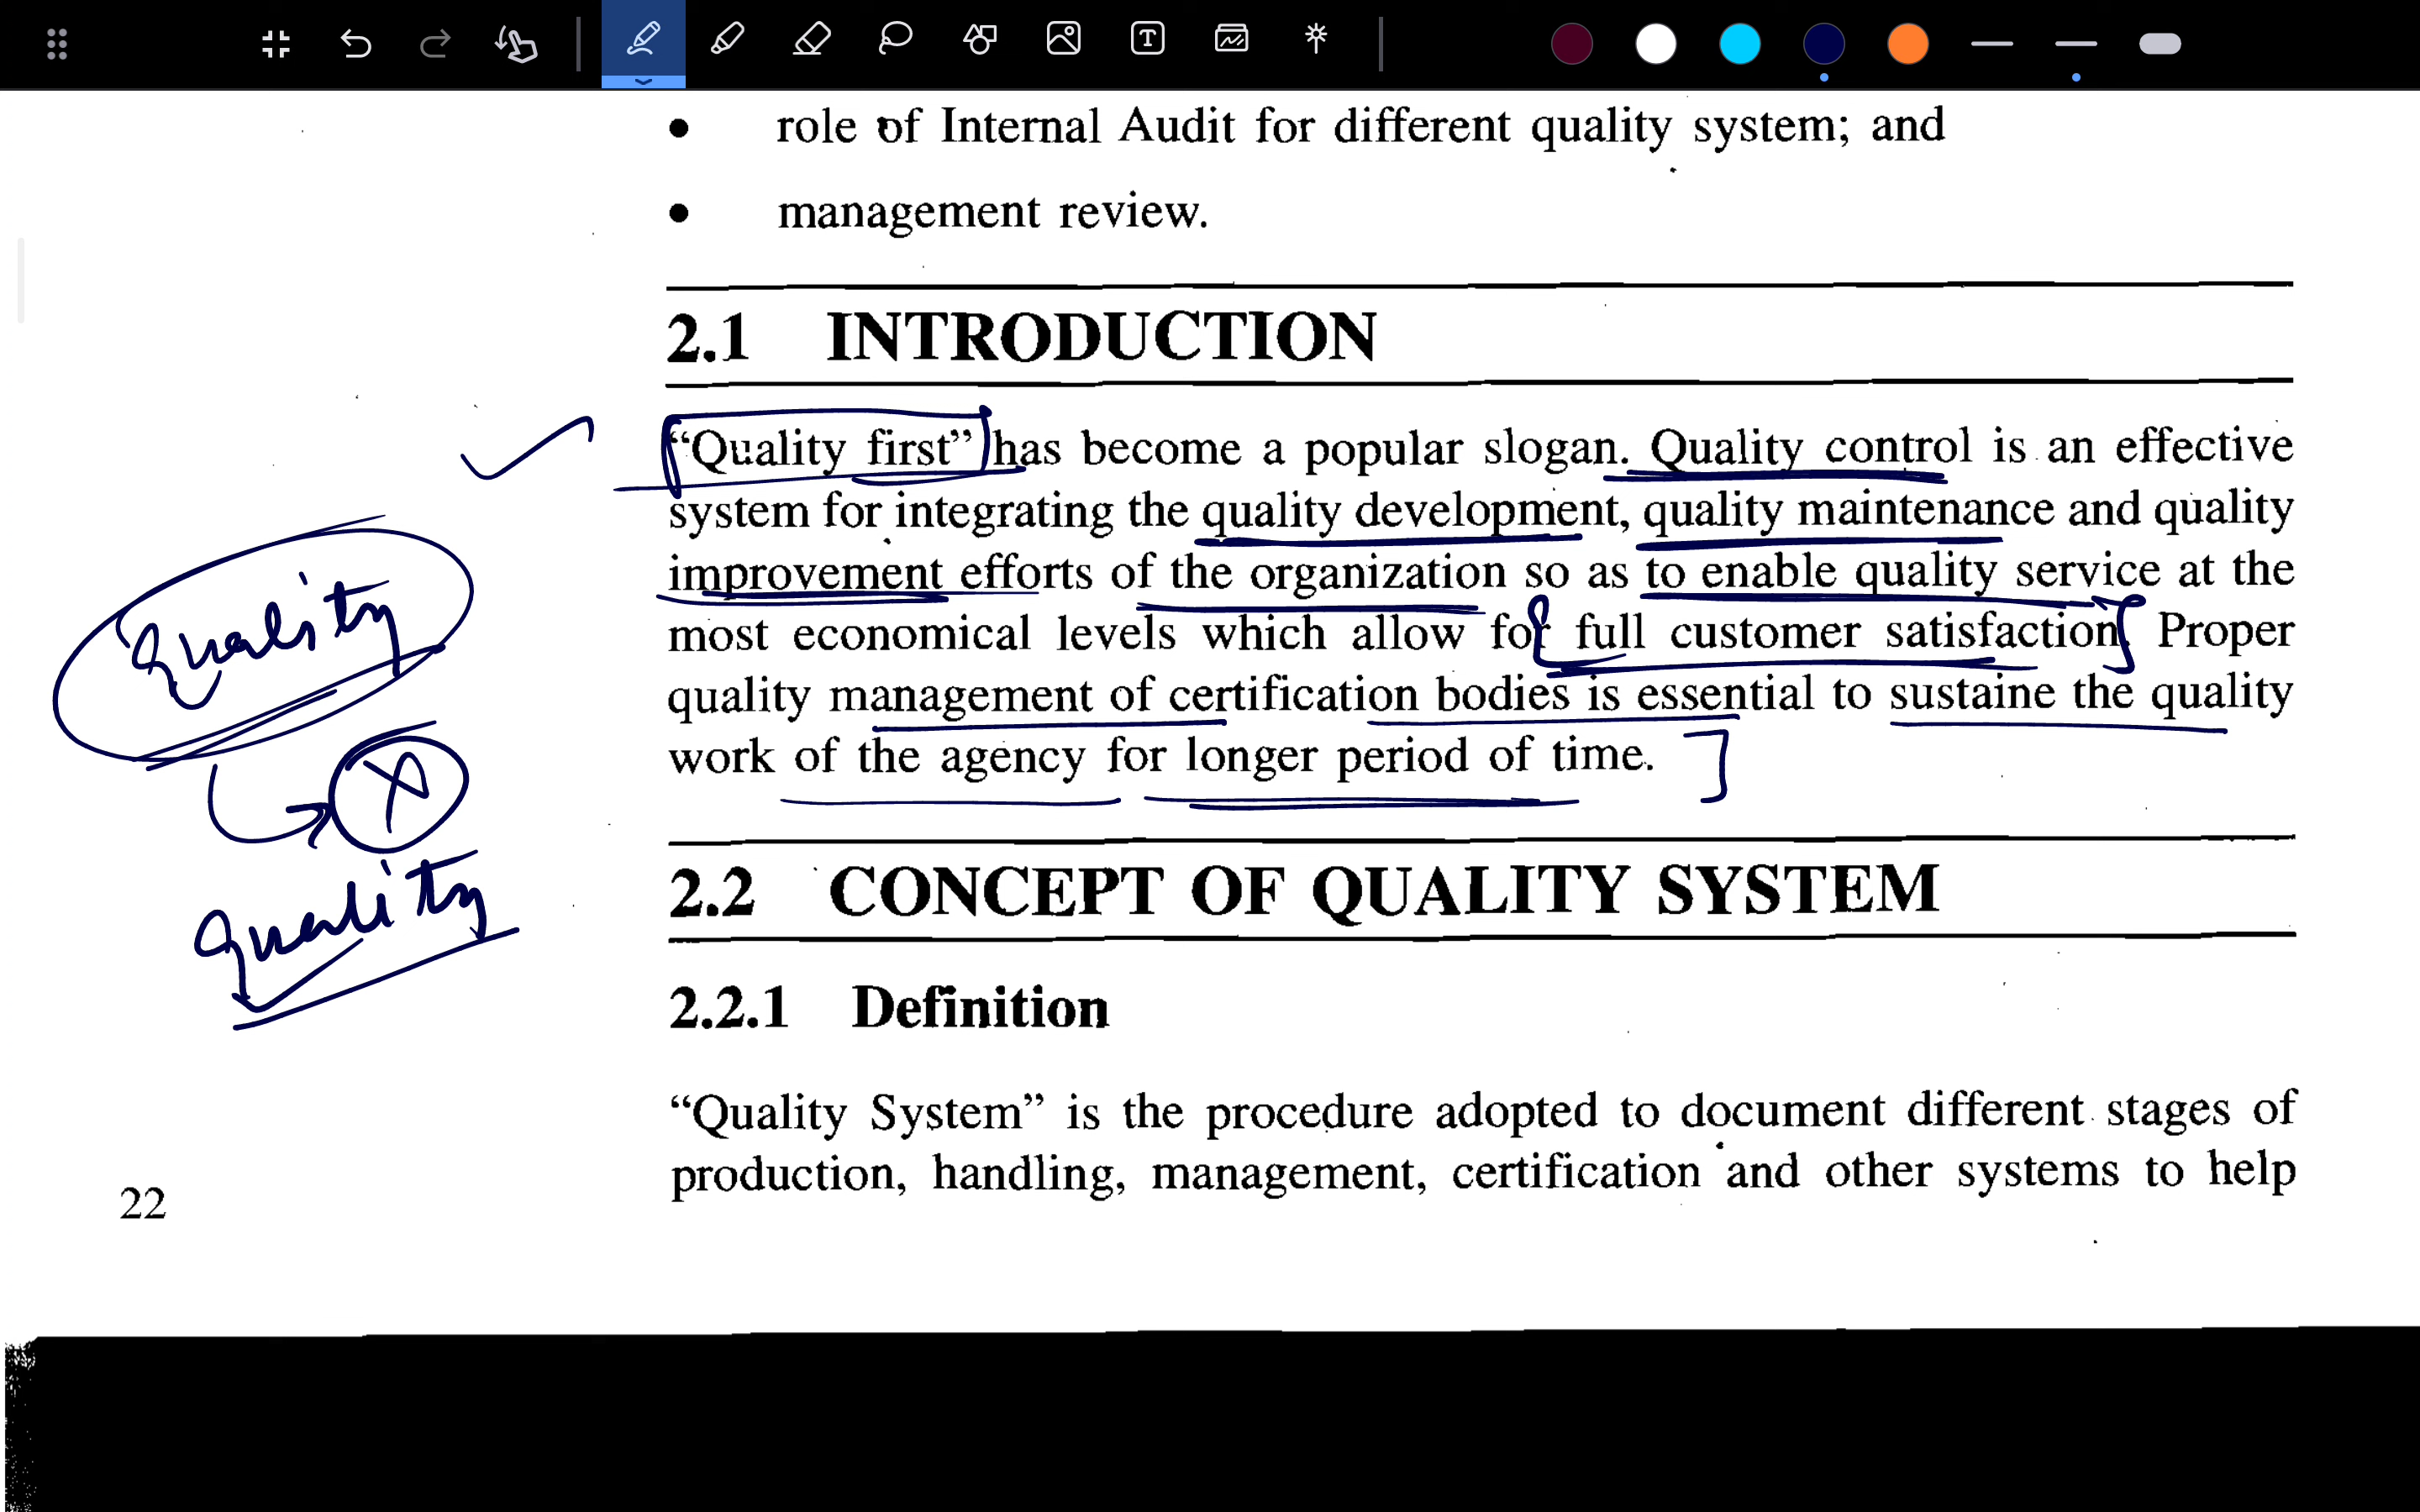 • role of Internal Audit for different quality system; and
• management review.
2.1 INTRODUCTION
“Quality first” has become a popular slogan. Quality control is an effective
system for integrating the quality development, quality maintenance and quality
improvement efforts of the organization so as to enable quality service at the
most economical levels which allow for full customer satisfaction. Proper
quality management of certification bodies is essential to sustaine the quality
work of the agency for longer period of time.
Quality
Quality
2.2 CONCEPT OF QUALITY SYSTEM
2.2.1 Definition
“Quality System” is the procedure adopted to document different stages of
production, handling, management, certification and other systems to help
22